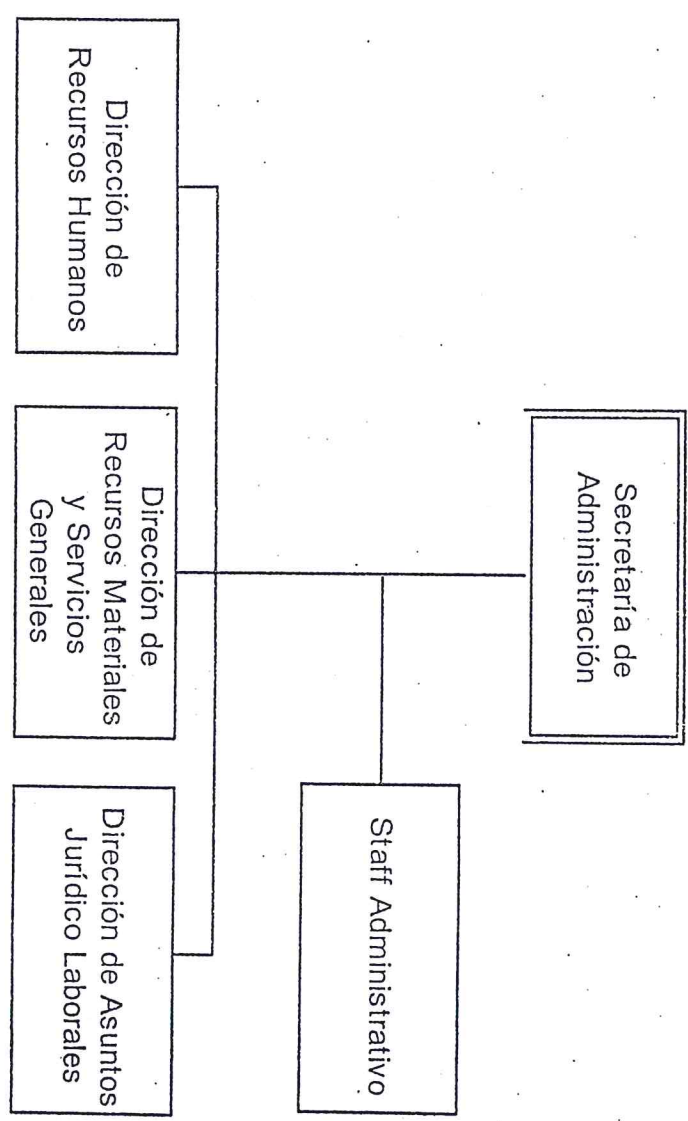 Secretaría de
Administración
Staff Administrativo
Dirección de
Recursos Humanos
Dirección de
Recursos Materiales
y Servicios
Generales
Dirección de Asuntos
Jurídico Laborales